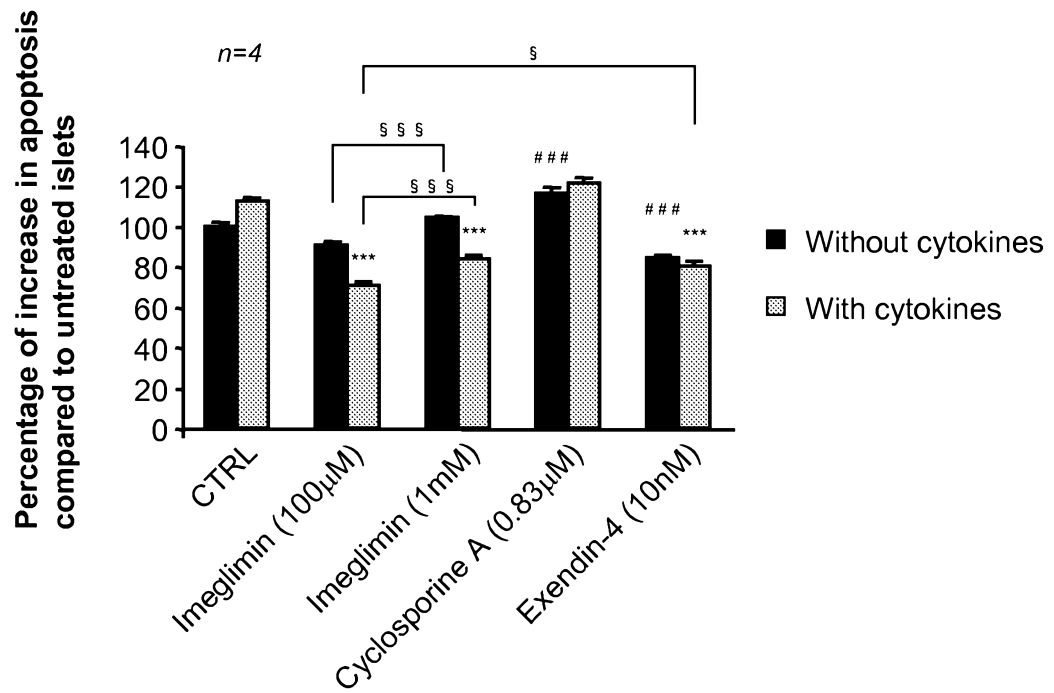 Percentage of increase in apoptosis
compared to untreated islets
n=4
§
§ § §
§ § §
140
120
100
80
60
40
20
0
***
***
###
###
***
CTRL
Imeglimin (100µM)
Imeglimin (1mM)
Cyclosporine A (0.83µM)
Exendin-4 (10nM)
Without cytokines
With cytokines